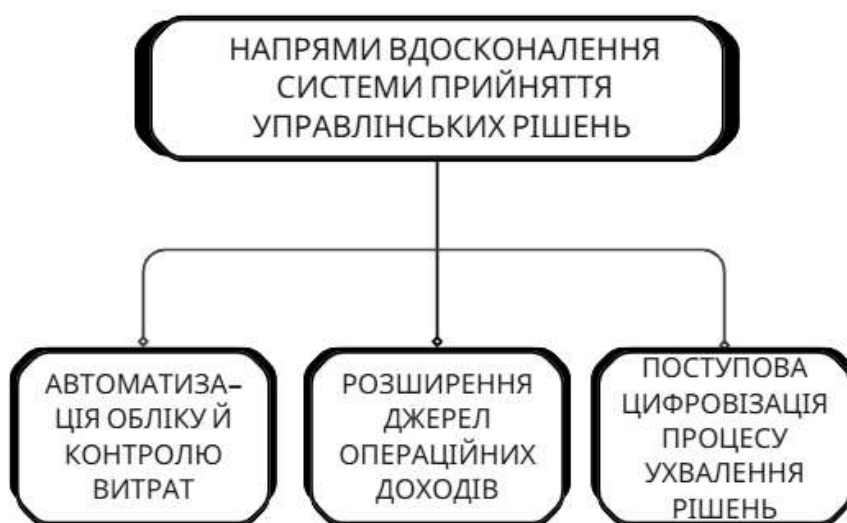 НАПРЯМИ ВДОСКОНАЛЕННЯ
СИСТЕМИ ПРИЙНЯТТЯ
УПРАВЛІНСЬКИХ РІШЕНЬ
АВТОМАТИЗА–
ЦІЯ ОБЛІКУ Й
КОНТРОЛЮ
ВИТРАТ
РОЗШИРЕННЯ
ДЖЕРЕЛ
ОПЕРАЦІЙНИХ
ДОХОДІВ
ПОСТУПОВА
ЦИФРОВІЗАЦІЯ
ПРОЦЕСУ
УХВАЛЕННЯ
РІШЕНЬ